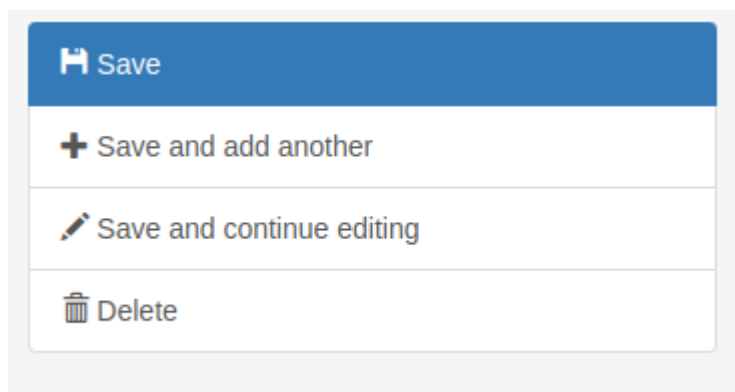 Save
Save and add another
Save and continue editing
Delete